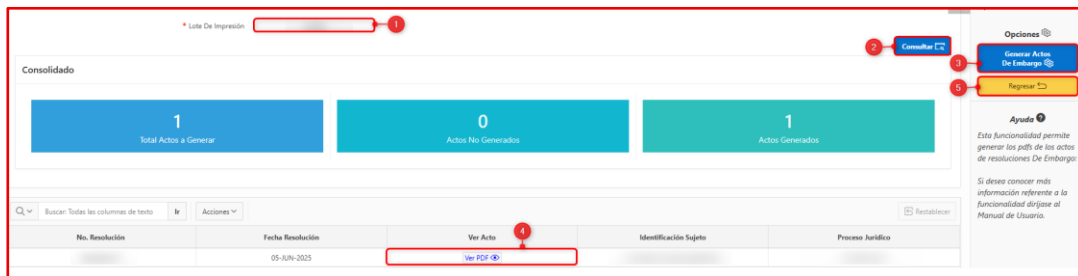 * Lote De Impresión
1
2
Consultar
Consolidado
1
Total Actos a Generar
0
Actos No Generados
1
Actos Generados
Opciones
3
Generar Actos
De Embargo
5
Regresar
Ayuda
Esta funcionalidad permite
generar los pdfs de los actos
de resoluciones De Embargo:
Si desea conocer más
información referente a la
funcionalidad diríjase al
Manual de Usuario.
Buscar: Todas las columnas de texto
Ir
Acciones
Restablecer
4
No. Resolución
Fecha Resolución
Ver Acto
Identificación Sujeto
Proceso Jurídico
05-JUN-2025
Ver PDF